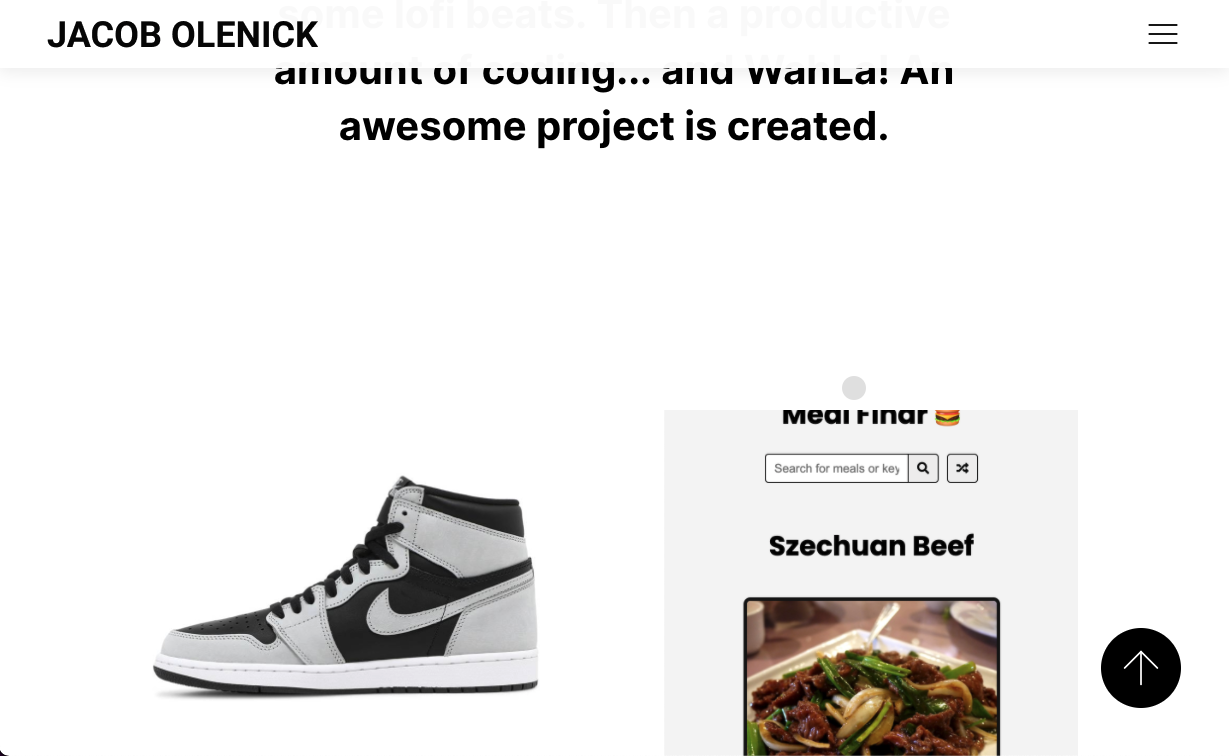 some lofi beats. Then a productive
JACOB OLENICK
amount of coding... and WahLa! An
awesome project is created.
Meal Findr 🍔
Search for meals or key
Szechuan Beef